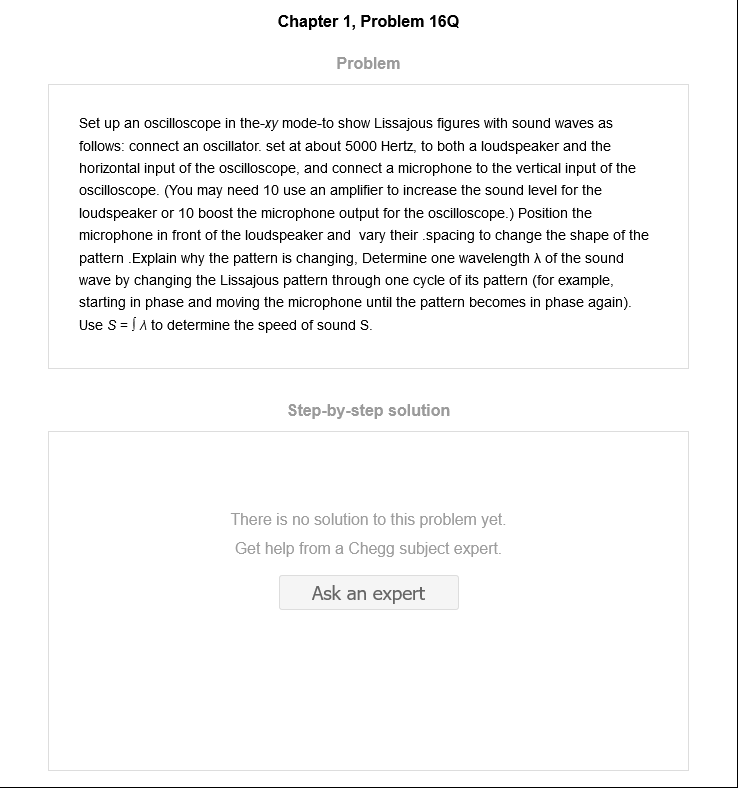 Chapter 1, Problem 16Q
Problem
Set up an oscilloscope in the-xy mode-to show Lissajous figures with sound waves as
follows: connect an oscillator. set at about 5000 Hertz, to both a loudspeaker and the
horizontal input of the oscilloscope, and connect a microphone to the vertical input of the
oscilloscope. (You may need 10 use an amplifier to increase the sound level for the
loudspeaker or 10 boost the microphone output for the oscilloscope.) Position the
microphone in front of the loudspeaker and  vary their .spacing to change the shape of the
pattern .Explain why the pattern is changing, Determine one wavelength λ of the sound
wave by changing the Lissajous pattern through one cycle of its pattern (for example,
starting in phase and moving the microphone until the pattern becomes in phase again).
Use S = ∫ λ to determine the speed of sound S.
Step-by-step solution
There is no solution to this problem yet.
Get help from a Chegg subject expert.
Ask an expert